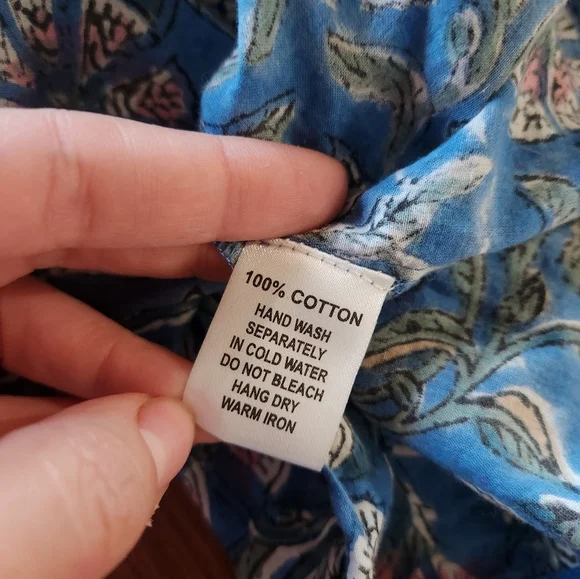 100% COTTON
HAND WASH
SEPARATELY
IN COLD WATER
DO NOT BLEACH
HANG DRY
WARM IRON